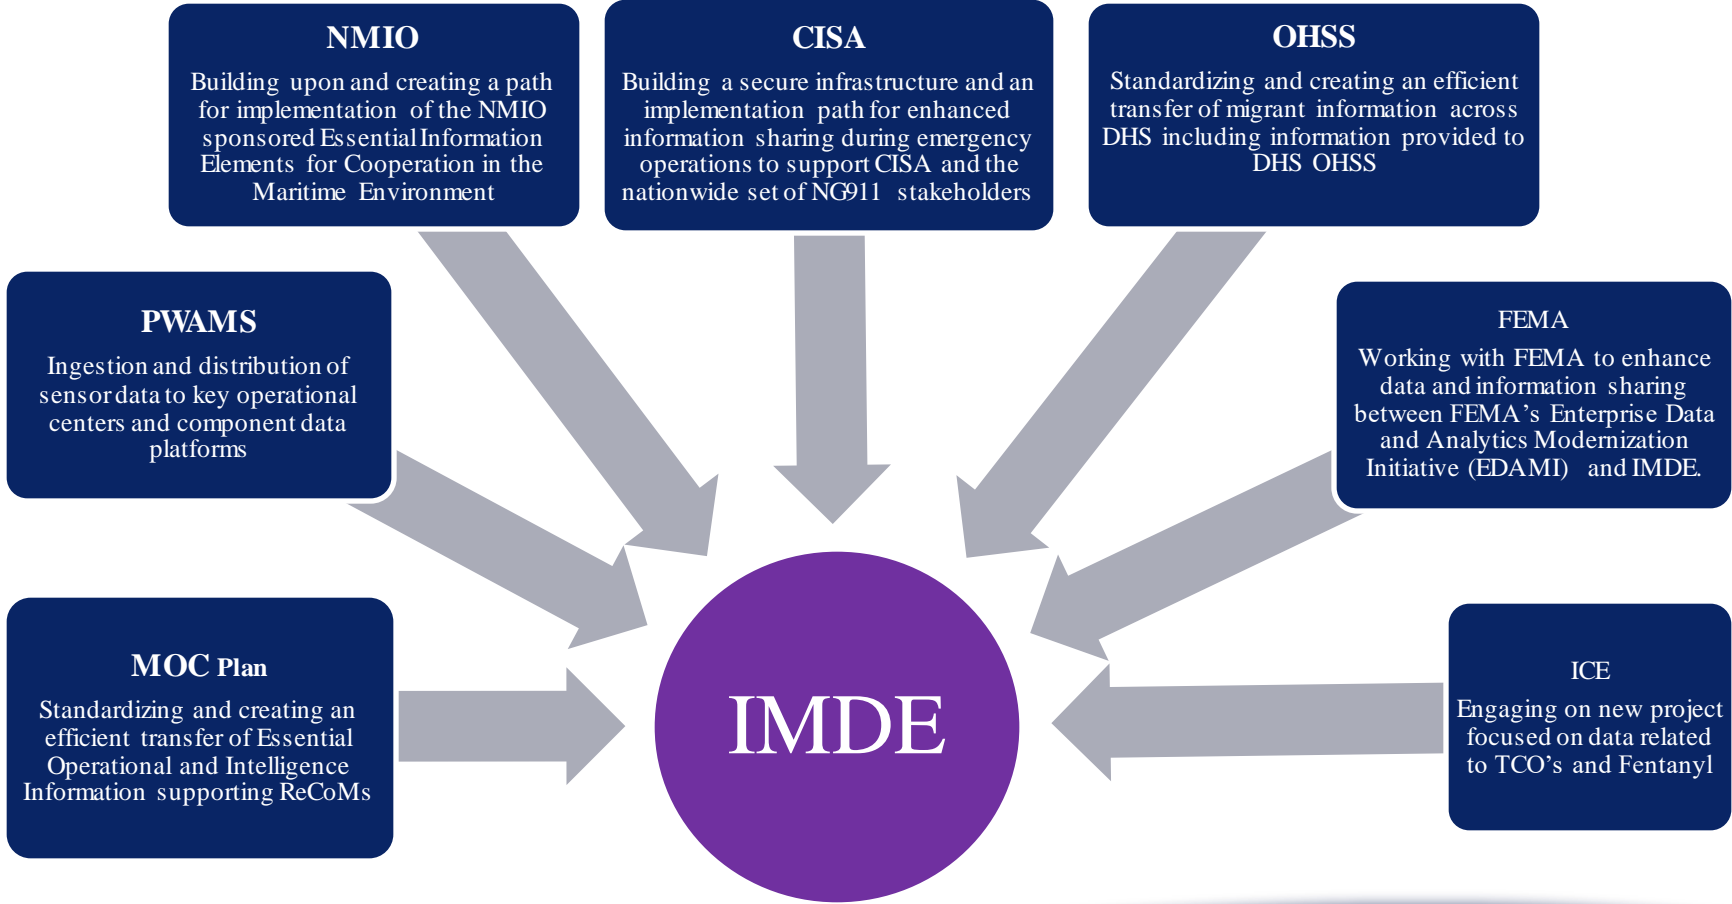 NMIO
Building upon and creating a path
for implementation of the NMIO
sponsored Essential Information
Elements for Cooperation in the
Maritime Environment
CISA
Building a secure infrastructure and an
implementation path for enhanced
information sharing during emergency
operations to support CISA and the
nationwide set of NG911 stakeholders
OHSS
Standardizing and creating an efficient
transfer of migrant information across
DHS including information provided to
DHS OHSS
PWAMS
Ingestion and distribution of
sensor data to key operational
centers and component data
platforms
FEMA
Working with FEMA to enhance
data and information sharing
between FEMA’s Enterprise Data
and Analytics Modernization
Initiative (EDAMI) and IMDE.
MOC Plan
Standardizing and creating an
efficient transfer of Essential
Operational and Intelligence
Information supporting ReCoMs
IMDE
ICE
Engaging on new project
focused on data related
to TCO’s and Fentanyl